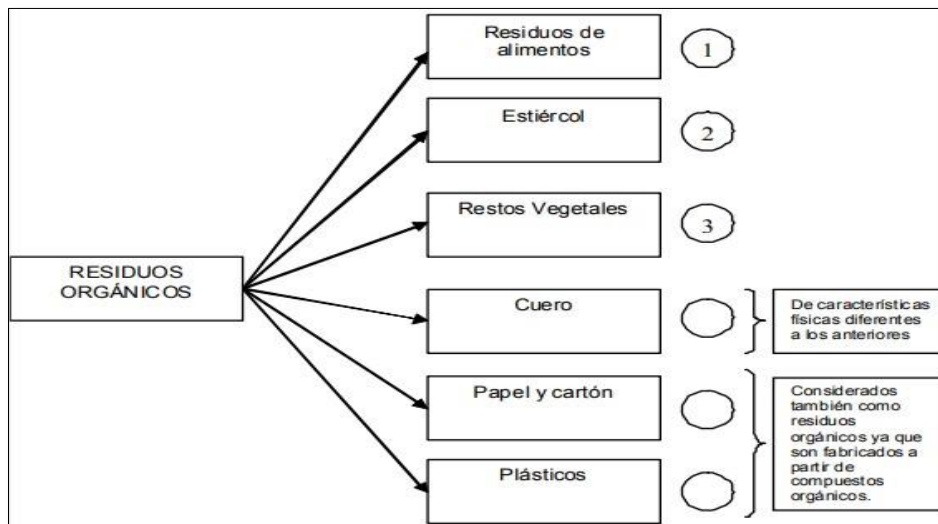 Residuos de
alimentos
1
Estiércol
2
Restos Vegetales
3
RESIDUOS
ORGÁNICOS
Cuero
De características
físicas diferentes
a los anteriores
Papel y cartón
Plásticos
Considerados
también como
residuos
orgánicos ya que
son fabricados a
partir de
compuestos
orgánicos.